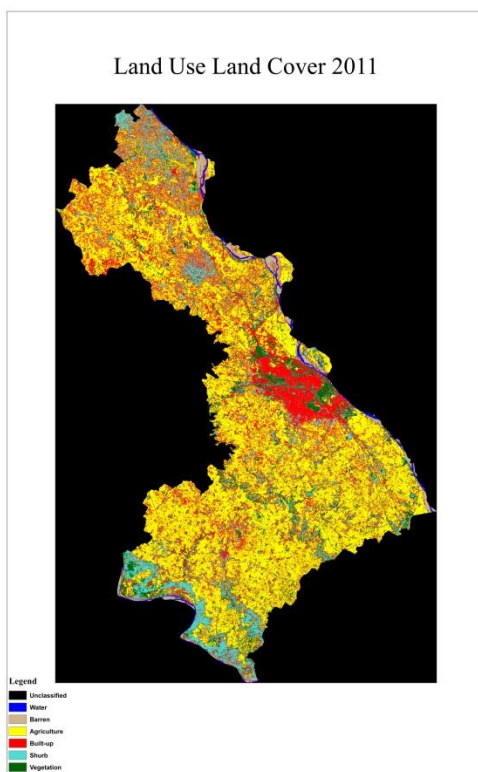 Land Use Land Cover 2011
Legend
Unclassified
Water
Barren
Agriculture
Built-up
Shurb
Vegetation